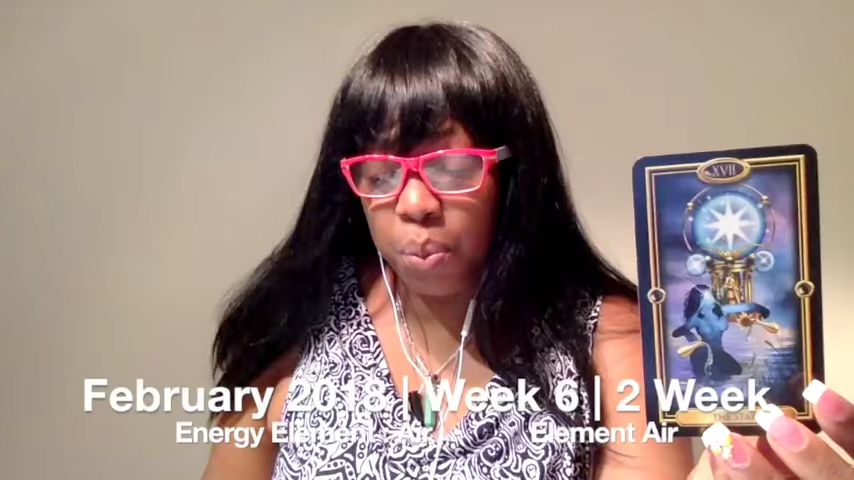 XVII
THE STAR
February 2018 | Week 6 | 2 Week
Energy Element - Air | Element Air